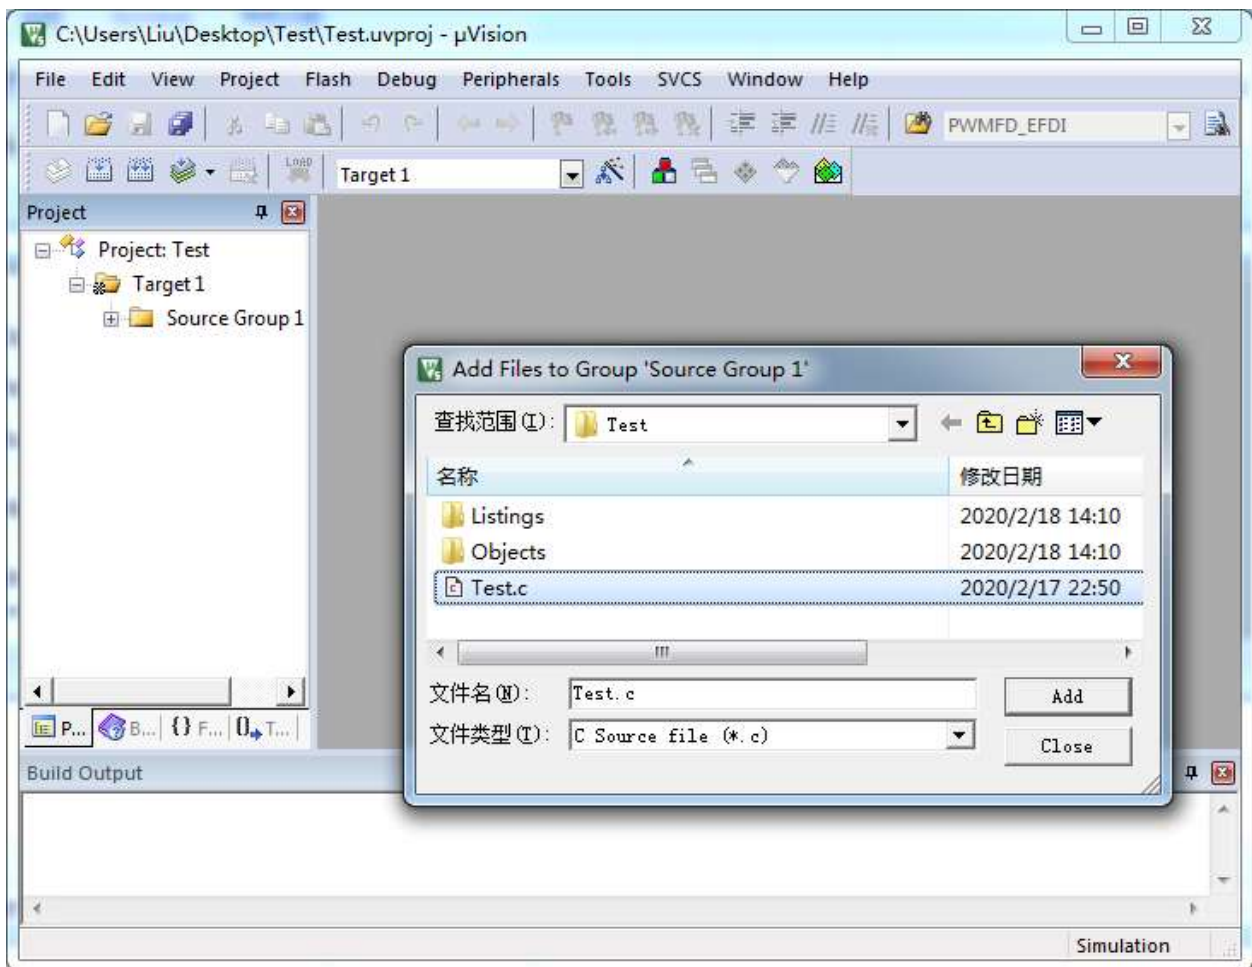 C:\Users\Liu\Desktop\Test\Test.uvproj - µVision
File Edit View Project Flash Debug Peripherals Tools SVCS Window Help
PWMFD_EFDI
LOAD Target 1
Project
Project: Test
Target 1
Source Group 1
Add Files to Group 'Source Group 1'
查找范围(I): Test
名称 修改日期
Listings 2020/2/18 14:10
Objects 2020/2/18 14:10
Test.c 2020/2/17 22:50
文件名(N): Test.c Add
文件类型(T): C Source file (*.c) Close
P... B... {} F... 0 T...
Build Output
Simulation